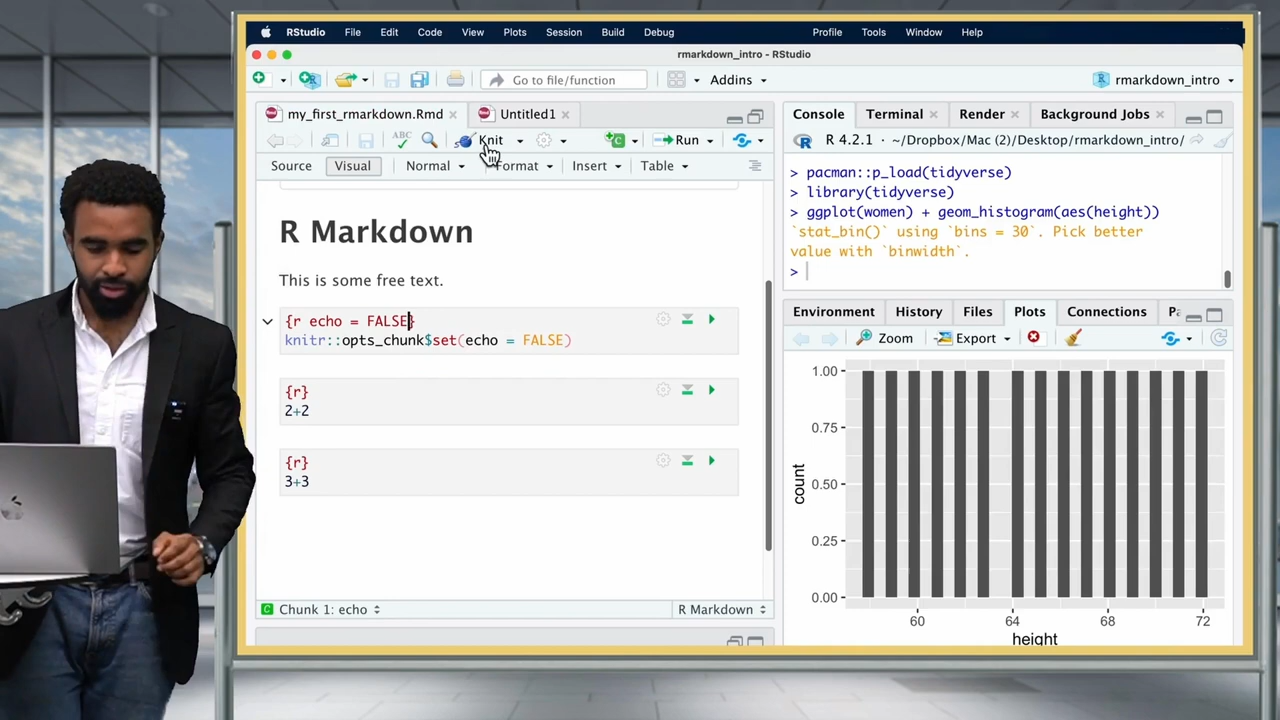 RStudio File Edit Code View Plots Session Build Debug Profile Tools Window Help
rmarkdown_intro - RStudio
Go to file/function Addins rmarkdown_intro
my_first_rmarkdown.Rmd Untitled1
ABC Knit Run
Source Visual Normal Format Insert Table
R Markdown
This is some free text.
{r echo = FALSE}
knitr::opts_chunk$set(echo = FALSE)
{r}
2+2
{r}
3+3
Chunk 1: echo R Markdown
Console Terminal Render Background Jobs
R 4.2.1 · ~/Dropbox/Mac (2)/Desktop/rmarkdown_intro/
> pacman::p_load(tidyverse)
> library(tidyverse)
> ggplot(women) + geom_histogram(aes(height))
`stat_bin()` using `bins = 30`. Pick better
value with `binwidth`.
>
Environment History Files Plots Connections
Zoom Export
1.00
0.75
0.50
0.25
0.00
count
60 64 68 72
height